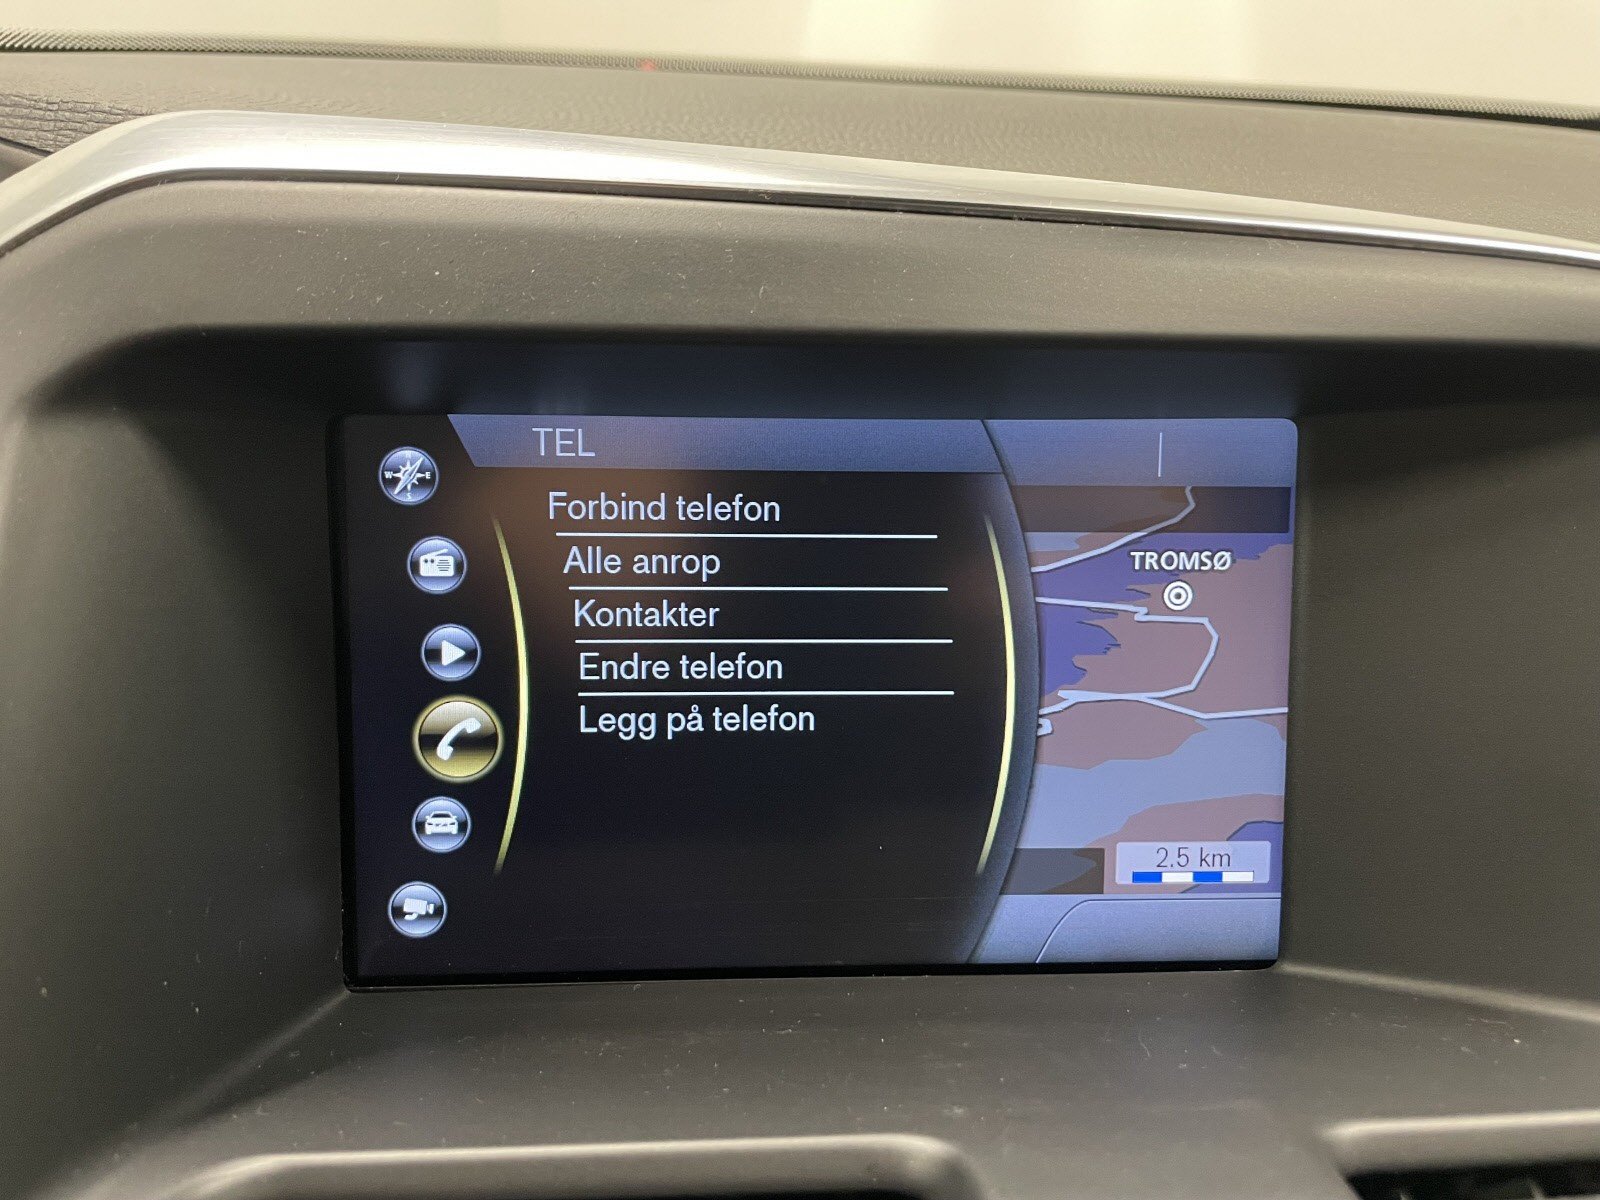 TEL
Forbind telefon
Alle anrop
Kontakter
Endre telefon
Legg på telefon
N
W E
S
TROMSØ
2.5 km